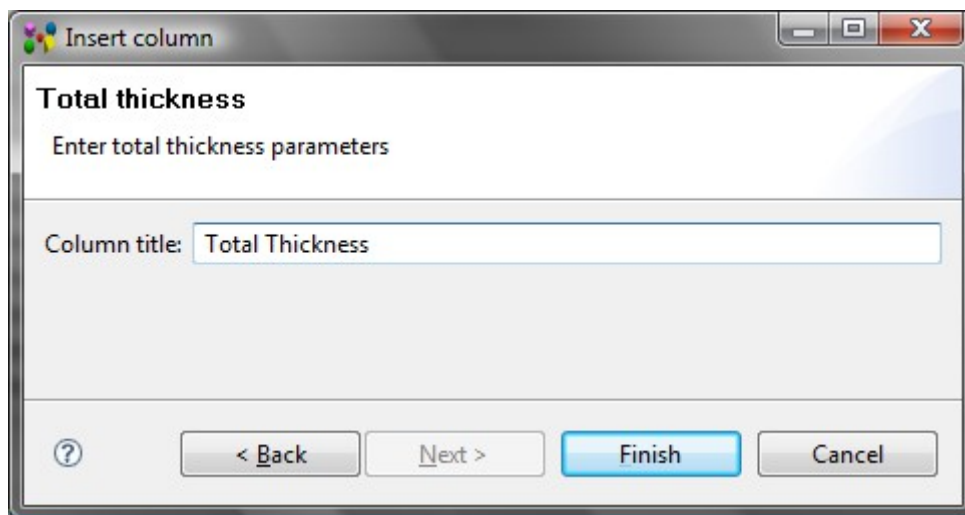 Insert column
Total thickness
Enter total thickness parameters
Column title: Total Thickness
? < Back Next > Finish Cancel